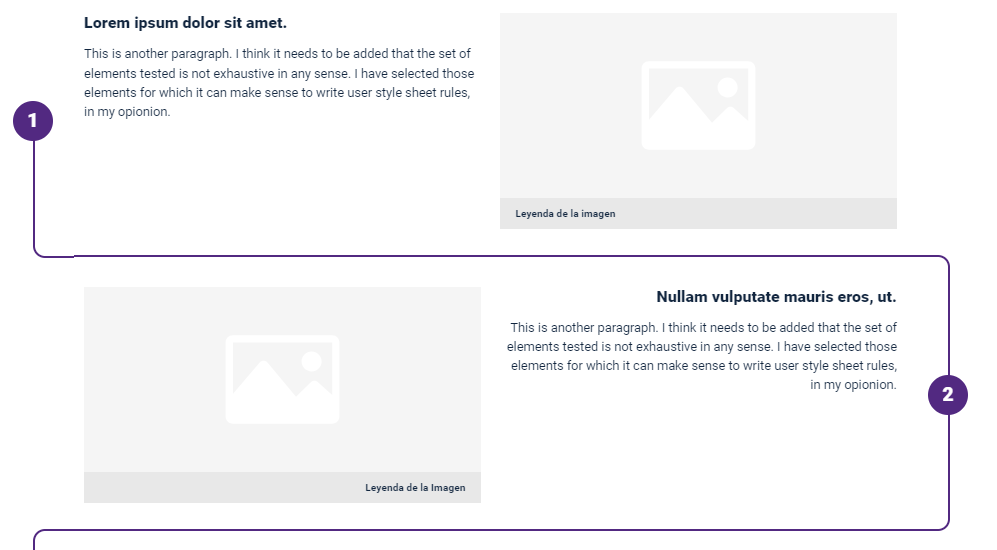 Lorem ipsum dolor sit amet.
This is another paragraph. I think it needs to be added that the set of
elements tested is not exhaustive in any sense. I have selected those
elements for which it can make sense to write user style sheet rules,
in my opionion.
1
Leyenda de la imagen
Nullam vulputate mauris eros, ut.
This is another paragraph. I think it needs to be added that the set of
elements tested is not exhaustive in any sense. I have selected those
elements for which it can make sense to write user style sheet rules,
in my opionion.
2
Leyenda de la Imagen